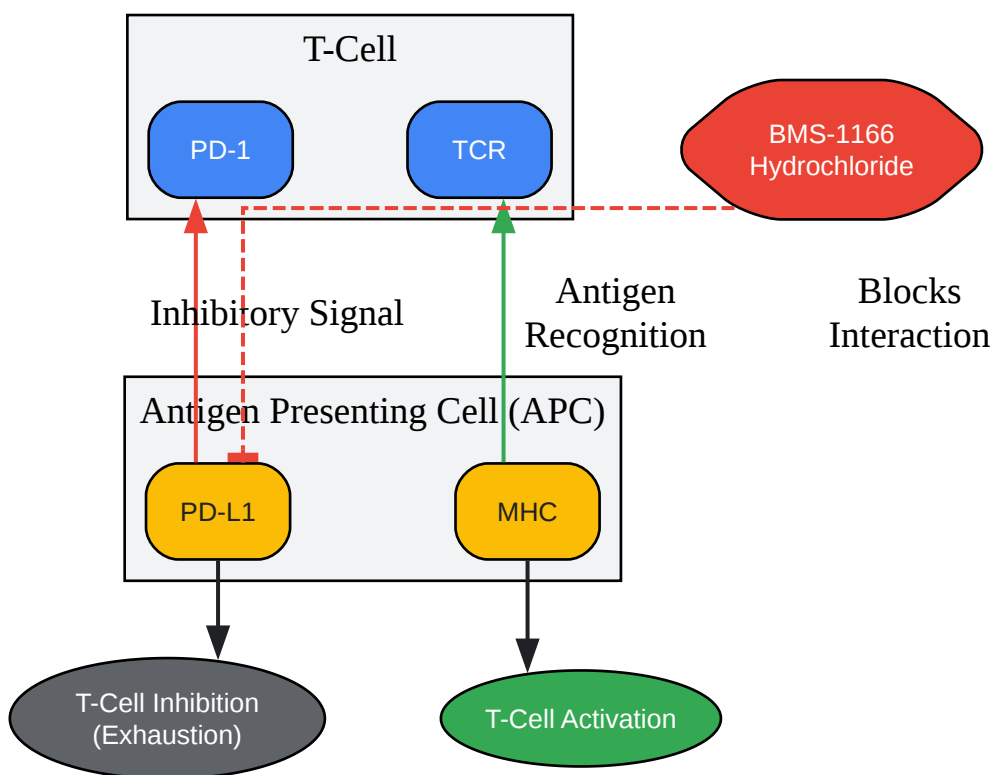 T-Cell
PD-1
TCR
BMS-1166
Hydrochloride
Inhibitory Signal
Antigen
Recognition
Blocks
Interaction
Antigen Presenting Cell (APC)
PD-L1
MHC
T-Cell Inhibition
(Exhaustion)
T-Cell Activation